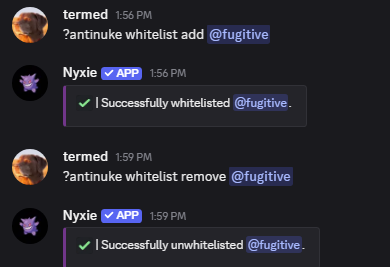 termed 1:56 PM
?antinuke whitelist add @fugitive
Nyxie ✓ APP 1:56 PM
✓ | Successfully whitelisted @fugitive.
termed 1:59 PM
?antinuke whitelist remove @fugitive
Nyxie ✓ APP 1:59 PM
✓ | Successfully unwhitelisted @fugitive.